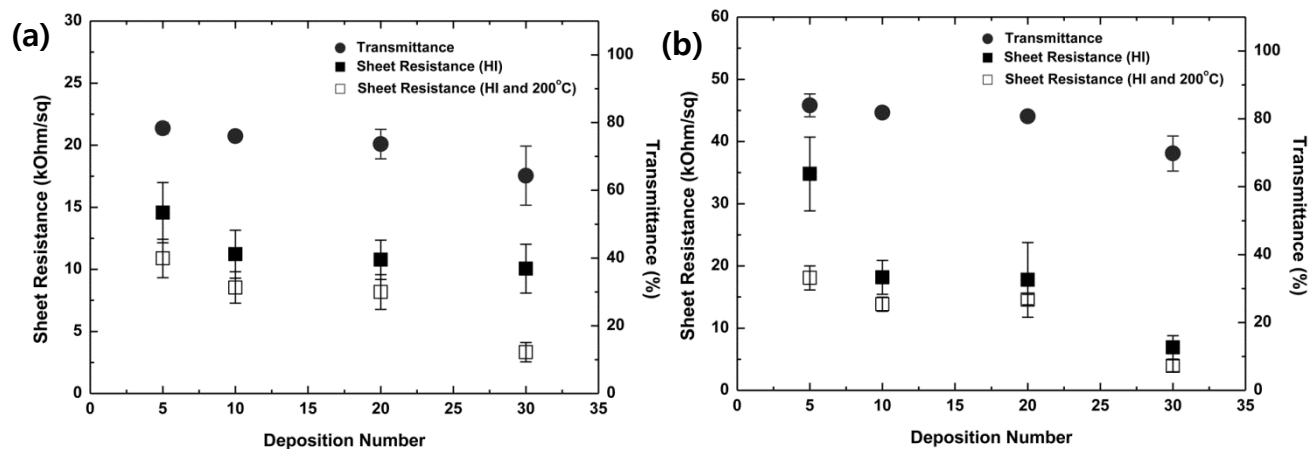 (a)
30
25
20
15
10
5
0
Sheet Resistance (kOhm/sq)
100
80
60
40
20
0
Transmittance (%)
Transmittance
Sheet Resistance (HI)
Sheet Resistance (HI and 200°C)
0 5 10 15 20 25 30 35
Deposition Number
(b)
60
50
40
30
20
10
0
Sheet Resistance (kOhm/sq)
100
80
60
40
20
0
Transmittance (%)
Transmittance
Sheet Resistance (HI)
Sheet Resistance (HI and 200°C)
0 5 10 15 20 25 30 35
Deposition Number